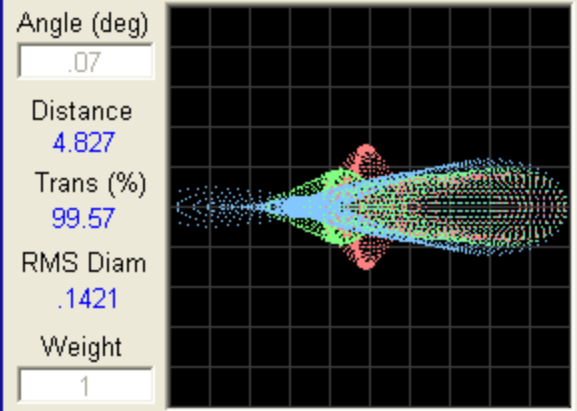 Angle (deg)
.07
Distance
4.827
Trans (%)
99.57
RMS Diam
.1421
Weight
1